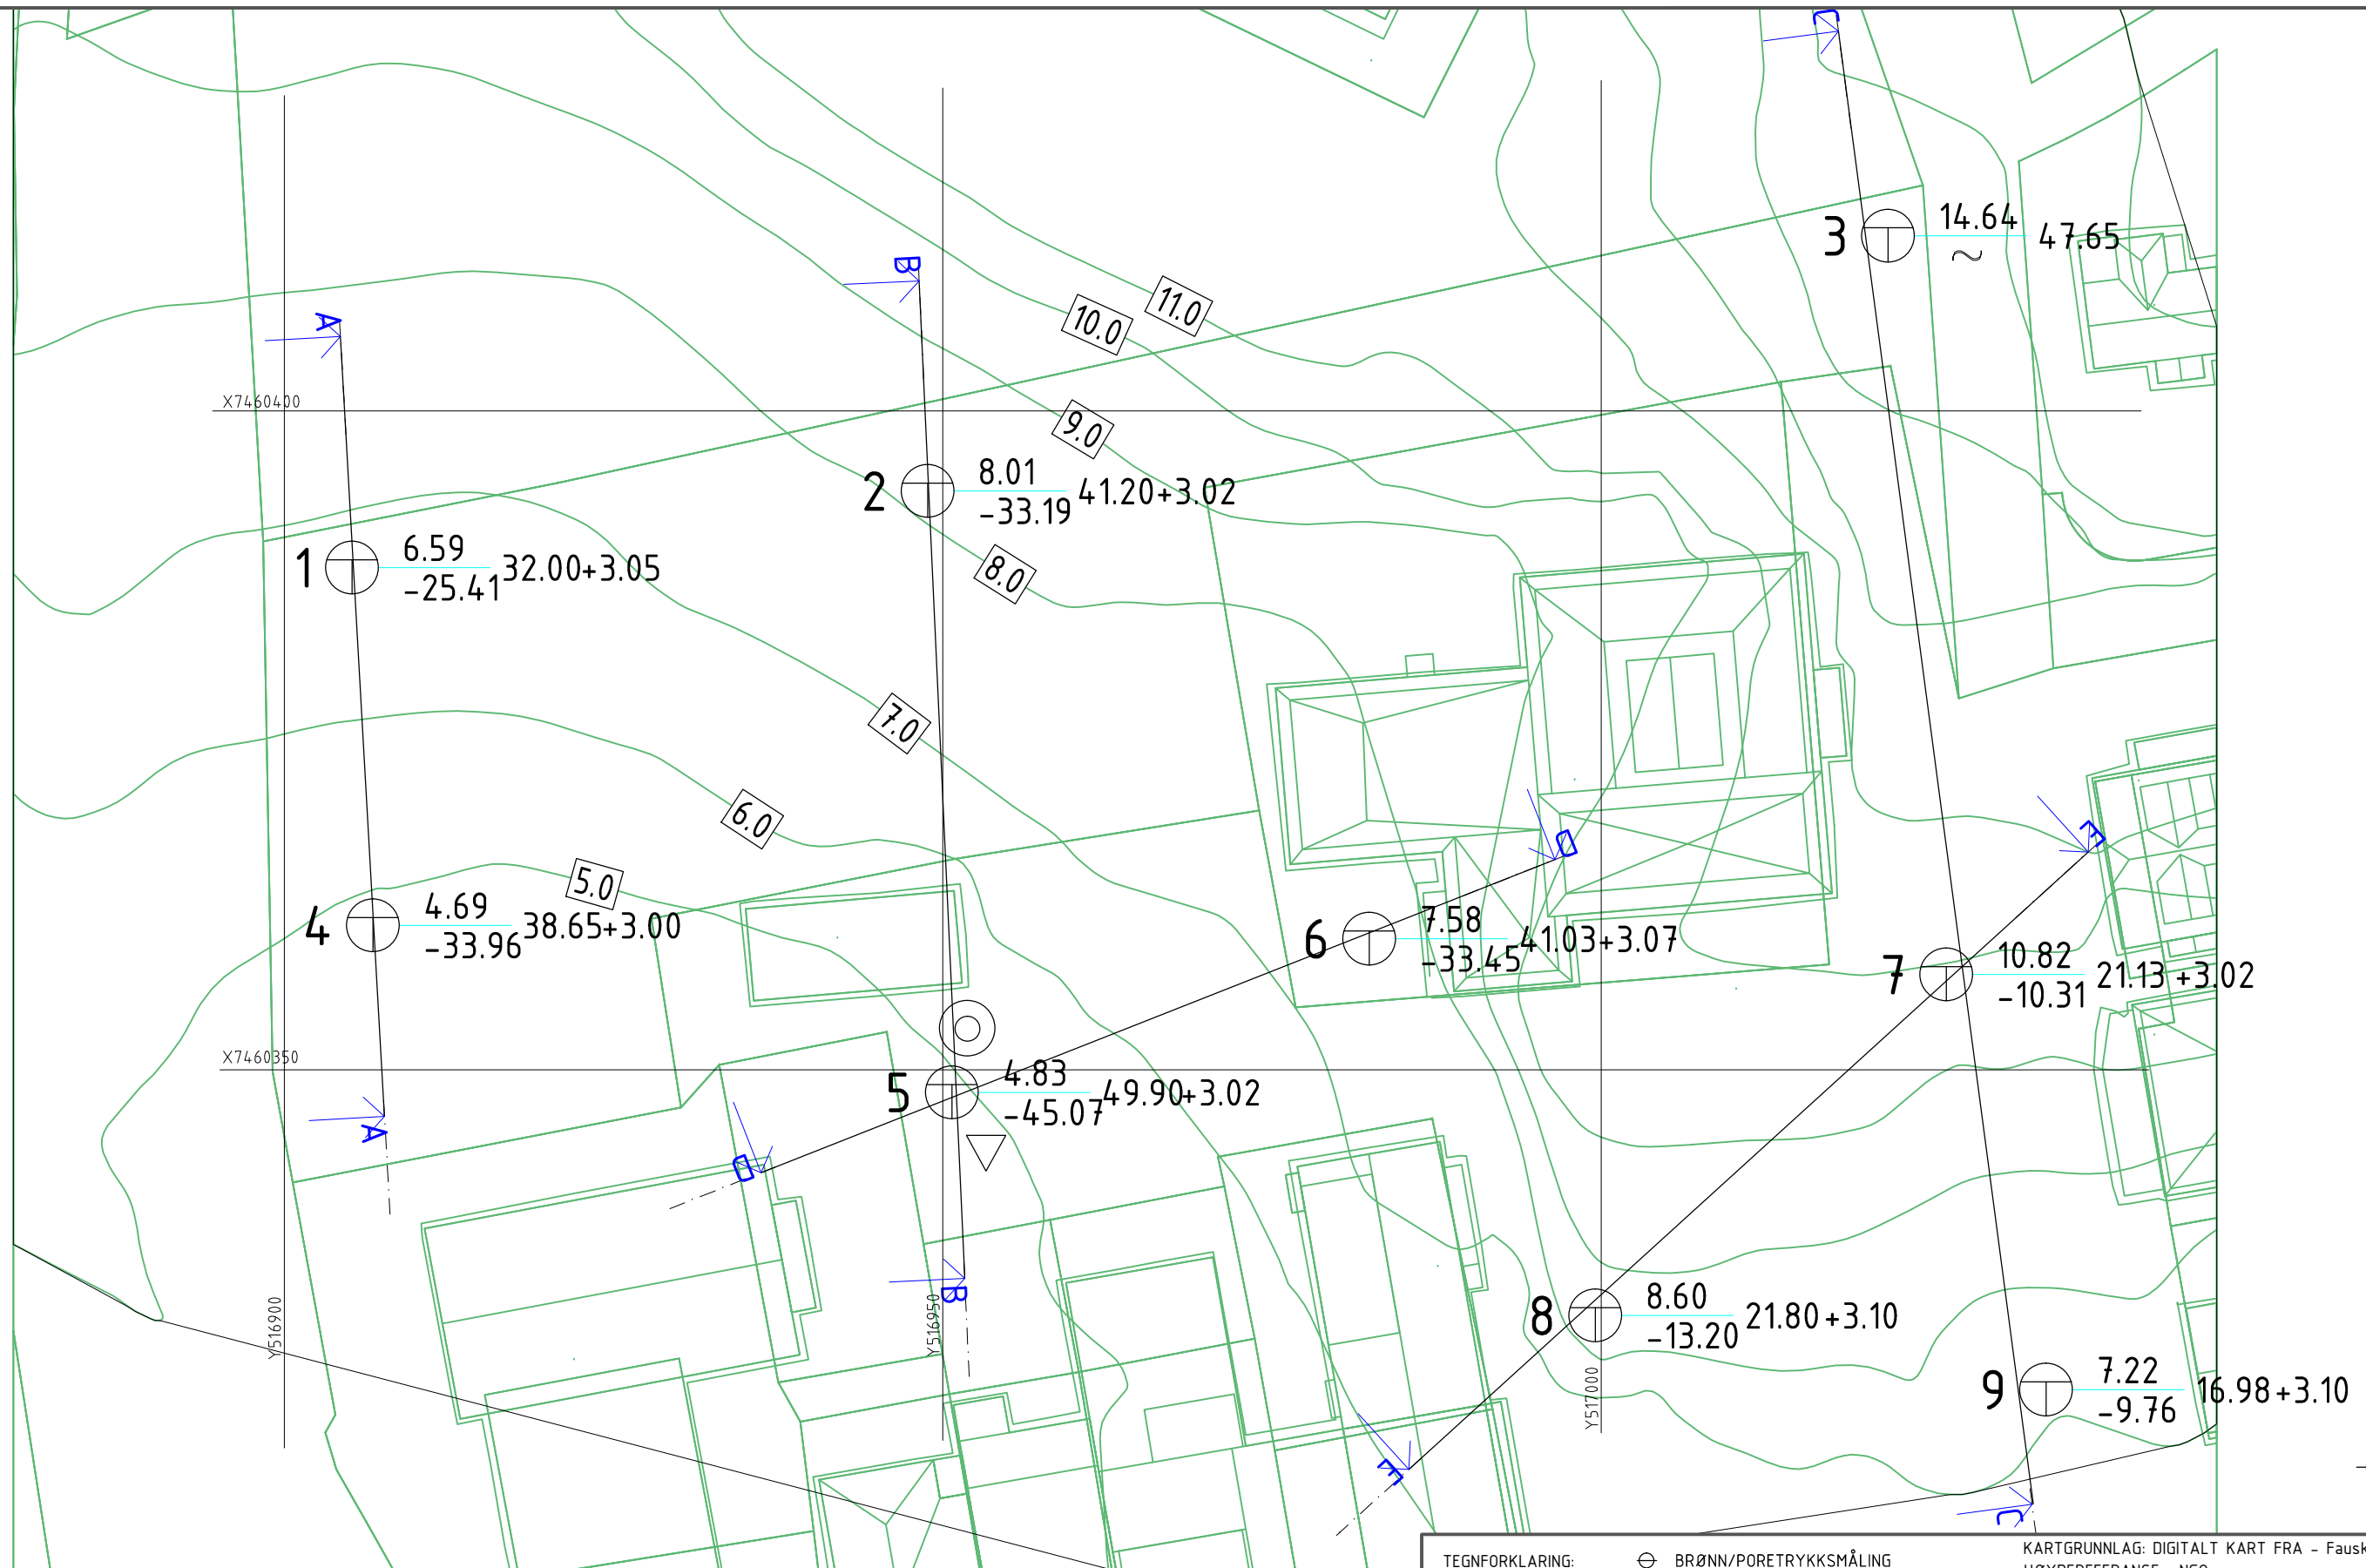 C
3
14.64
~
47.65
B
11.0
10.0
A
X7460400
9.0
2
8.01
-33.19
41.20+3.02
1
6.59
-25.41
32.00+3.05
8.0
7.0
6.0
F
D
5.0
4
4.69
-33.96
38.65+3.00
6
7.58
-33.45
41.03+3.07
7
10.82
-10.31
21.13 +3.02
X7460350
5
4.83
-45.07
49.90+3.02
A
D
B
Y516900
Y516950
Y517000
8
8.60
-13.20
21.80 +3.10
9
7.22
-9.76
16.98 +3.10
F
C
TEGNFORKLARING:
BRØNN/PORETRYKKSMÅLING
KARTGRUNNLAG: DIGITALT KART FRA - Fausk